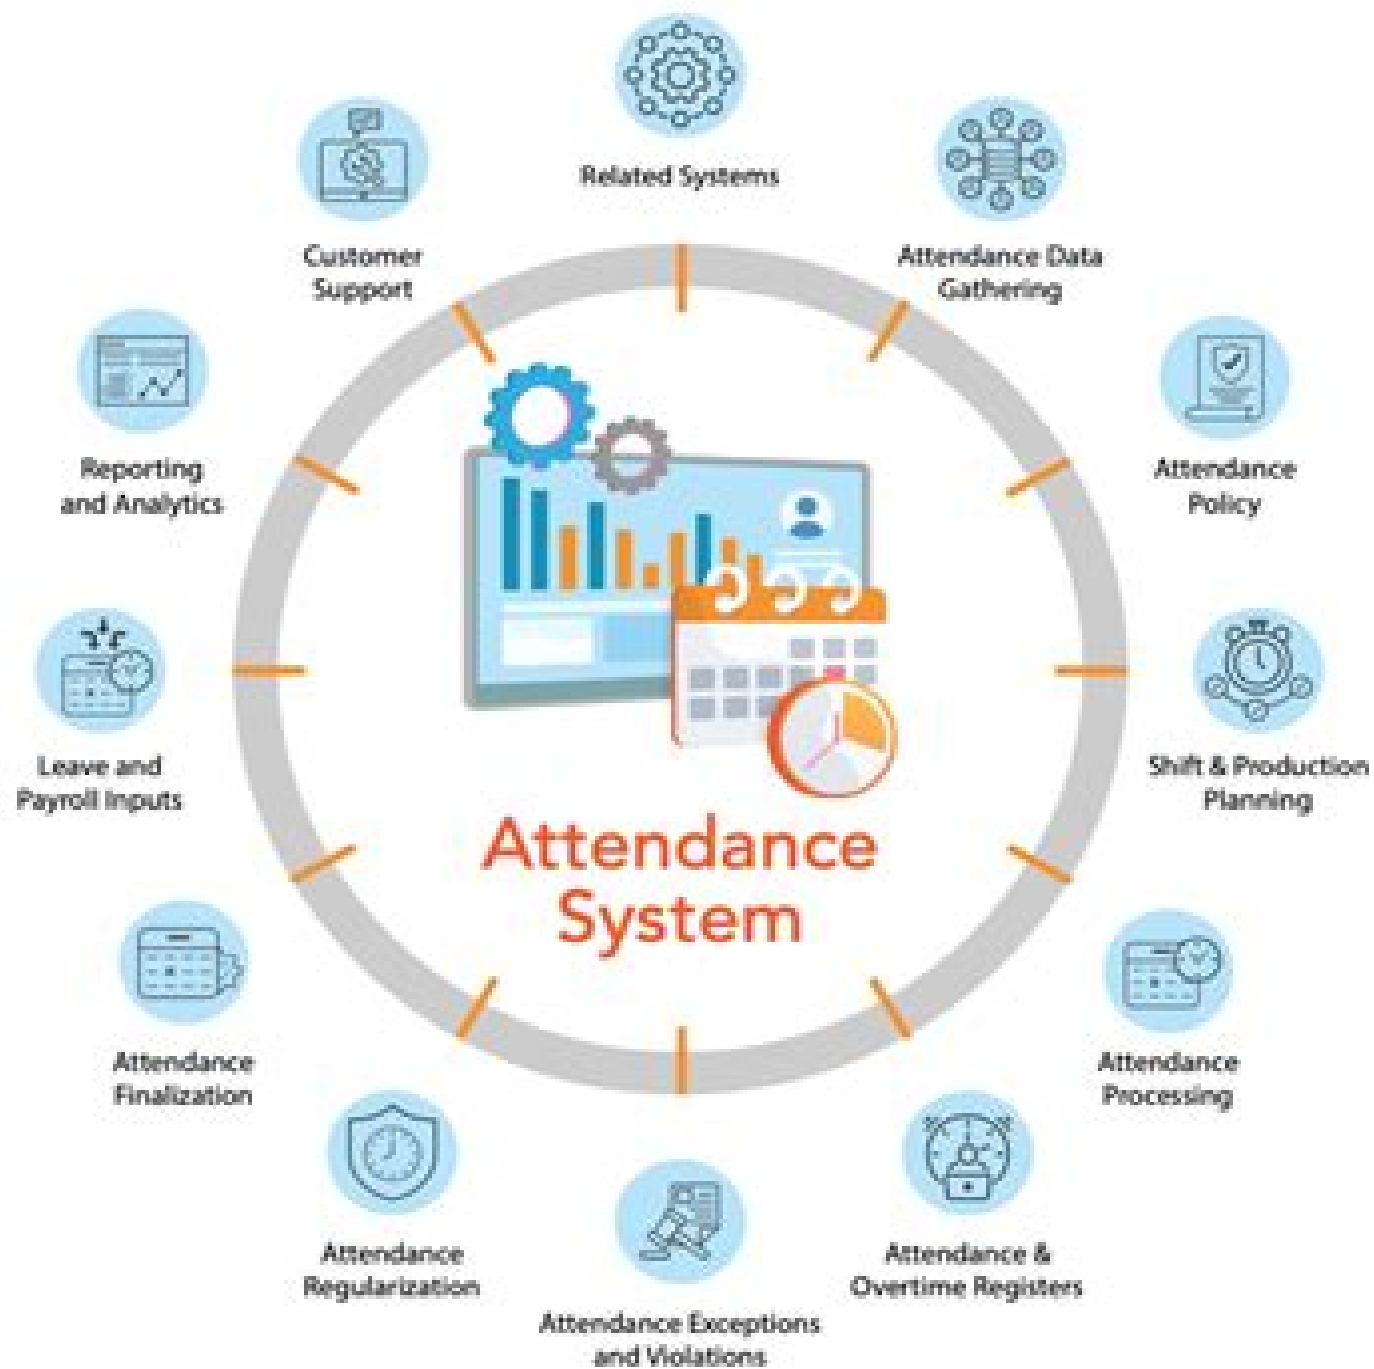 Related Systems
Attendance Data
Gathering
Attendance
Policy
Shift & Production
Planning
Attendance
Processing
Attendance &
Overtime Registers
Attendance Exceptions
and Violations
Attendance
Regularization
Attendance
Finalization
Leave and
Payroll Inputs
Reporting
and Analytics
Customer
Support
Attendance
System